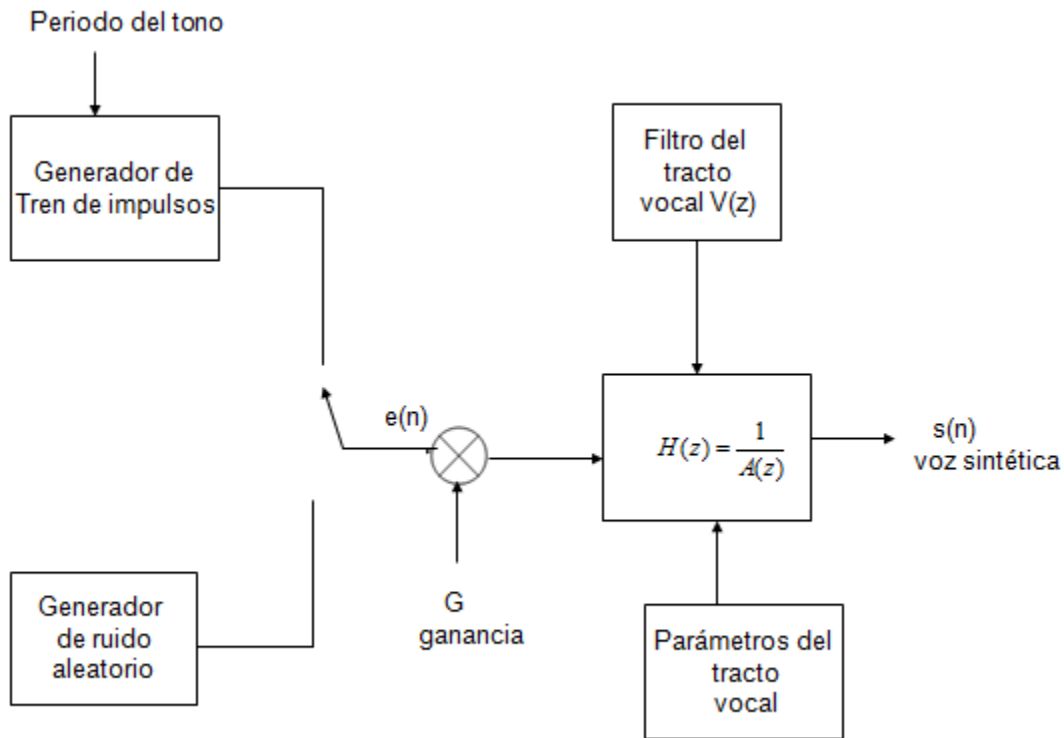 Periodo del tono
Generador de
Tren de impulsos
Filtro del
tracto
vocal V(z)
e(n)
H(z) = 1
A(z)
s(n)
voz sintética
G
ganancia
Generador
de ruido
aleatorio
Parámetros del
tracto
vocal